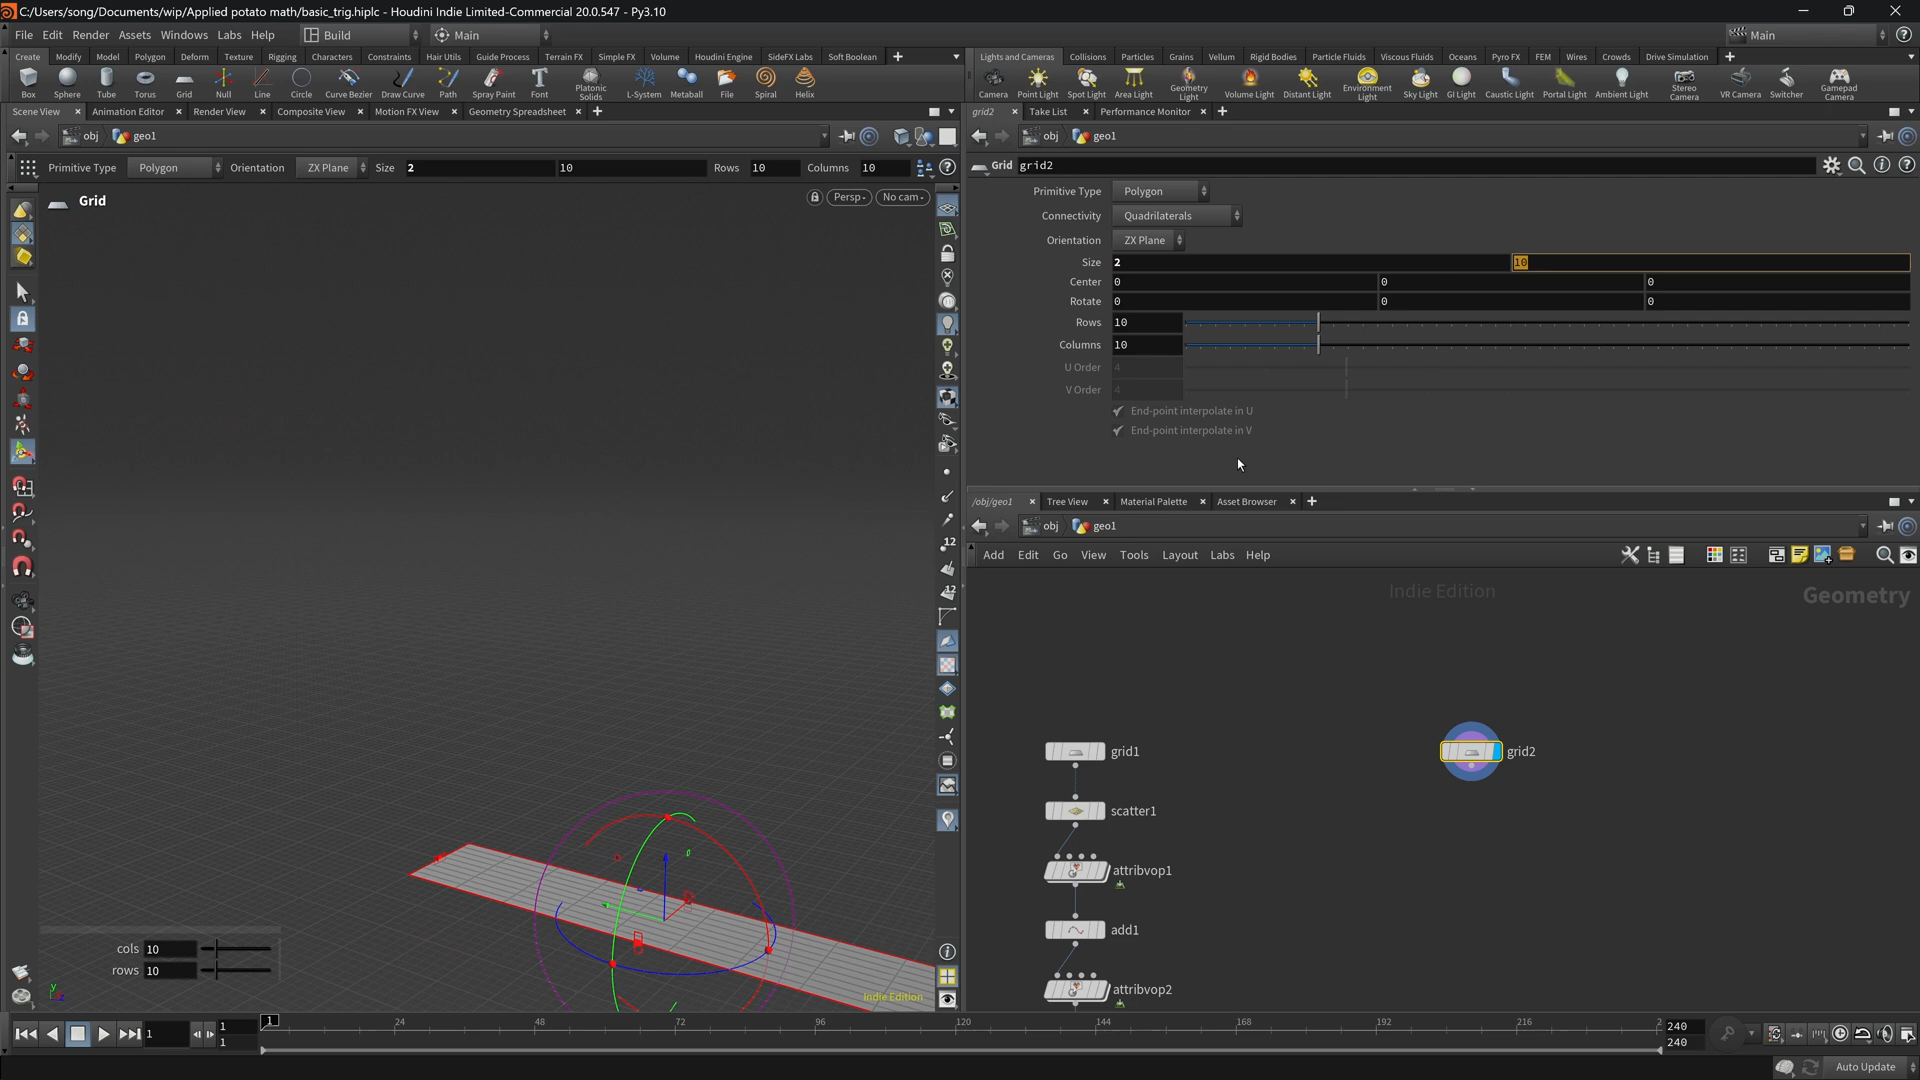 C:/Users/song/Documents/wip/Applied potato math/basic_trig.hiplc - Houdini Indie Limited-Commercial 20.0.547 - Py3.10
File Edit Render Assets Windows Labs Help Build Main Main
Create Modify Model Polygon Deform Texture Rigging Characters Constraints Hair Utils Guide Process Terrain FX Simple FX Volume Houdini Engine SideFX Labs Soft Boolean
Lights and Cameras Collisions Particles Grains Vellum Rigid Bodies Particle Fluids Viscous Fluids Oceans Pyro FX FEM Wires Crowds Drive Simulation
Box Sphere Tube Torus Grid Null Line Circle Curve Bezier Draw Curve Path Spray Paint Font Platonic Solids L-System Metaball File Spiral Helix
Camera Point Light Spot Light Area Light Geometry Light Volume Light Distant Light Environment Light Sky Light GI Light Caustic Light Portal Light Ambient Light Stereo Camera VR Camera Switcher Gamepad Camera
Scene View Animation Editor Render View Composite View Motion FX View Geometry Spreadsheet
grid2 Take List Performance Monitor
obj geo1
obj geo1
Primitive Type Polygon Orientation ZX Plane Size 2 10 Rows 10 Columns 10
Grid grid2
Grid
Persp No cam
Primitive Type Polygon
Connectivity Quadrilaterals
Orientation ZX Plane
Size 2 10
Center 0 0 0
Rotate 0 0 0
Rows 10
Columns 10
U Order 4
V Order 4
End-point interpolate in U
End-point interpolate in V
/obj/geo1 Tree View Material Palette Asset Browser
obj geo1
Add Edit Go View Tools Layout Labs Help
Indie Edition
Geometry
grid1
grid2
scatter1
attribvop1
add1
attribvop2
12
12
cols 10
rows 10
y
z
Indie Edition
1 1 1 1
24 48 72 96 120 144 168 192 216 2
240
240
Auto Update